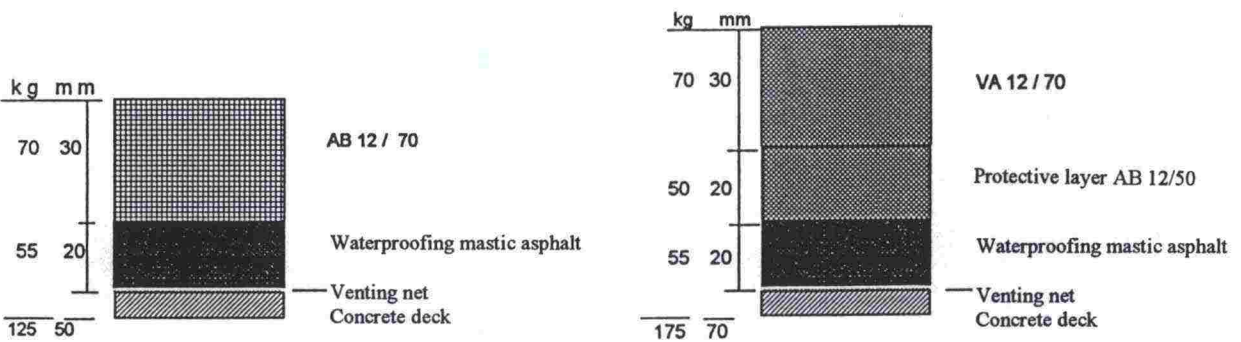 kg mm
70 30
AB 12 / 70
55 20
Waterproofing mastic asphalt
Venting net
Concrete deck
125 50
kg mm
70 30
VA 12 / 70
50 20
Protective layer AB 12/50
55 20
Waterproofing mastic asphalt
Venting net
Concrete deck
175 70